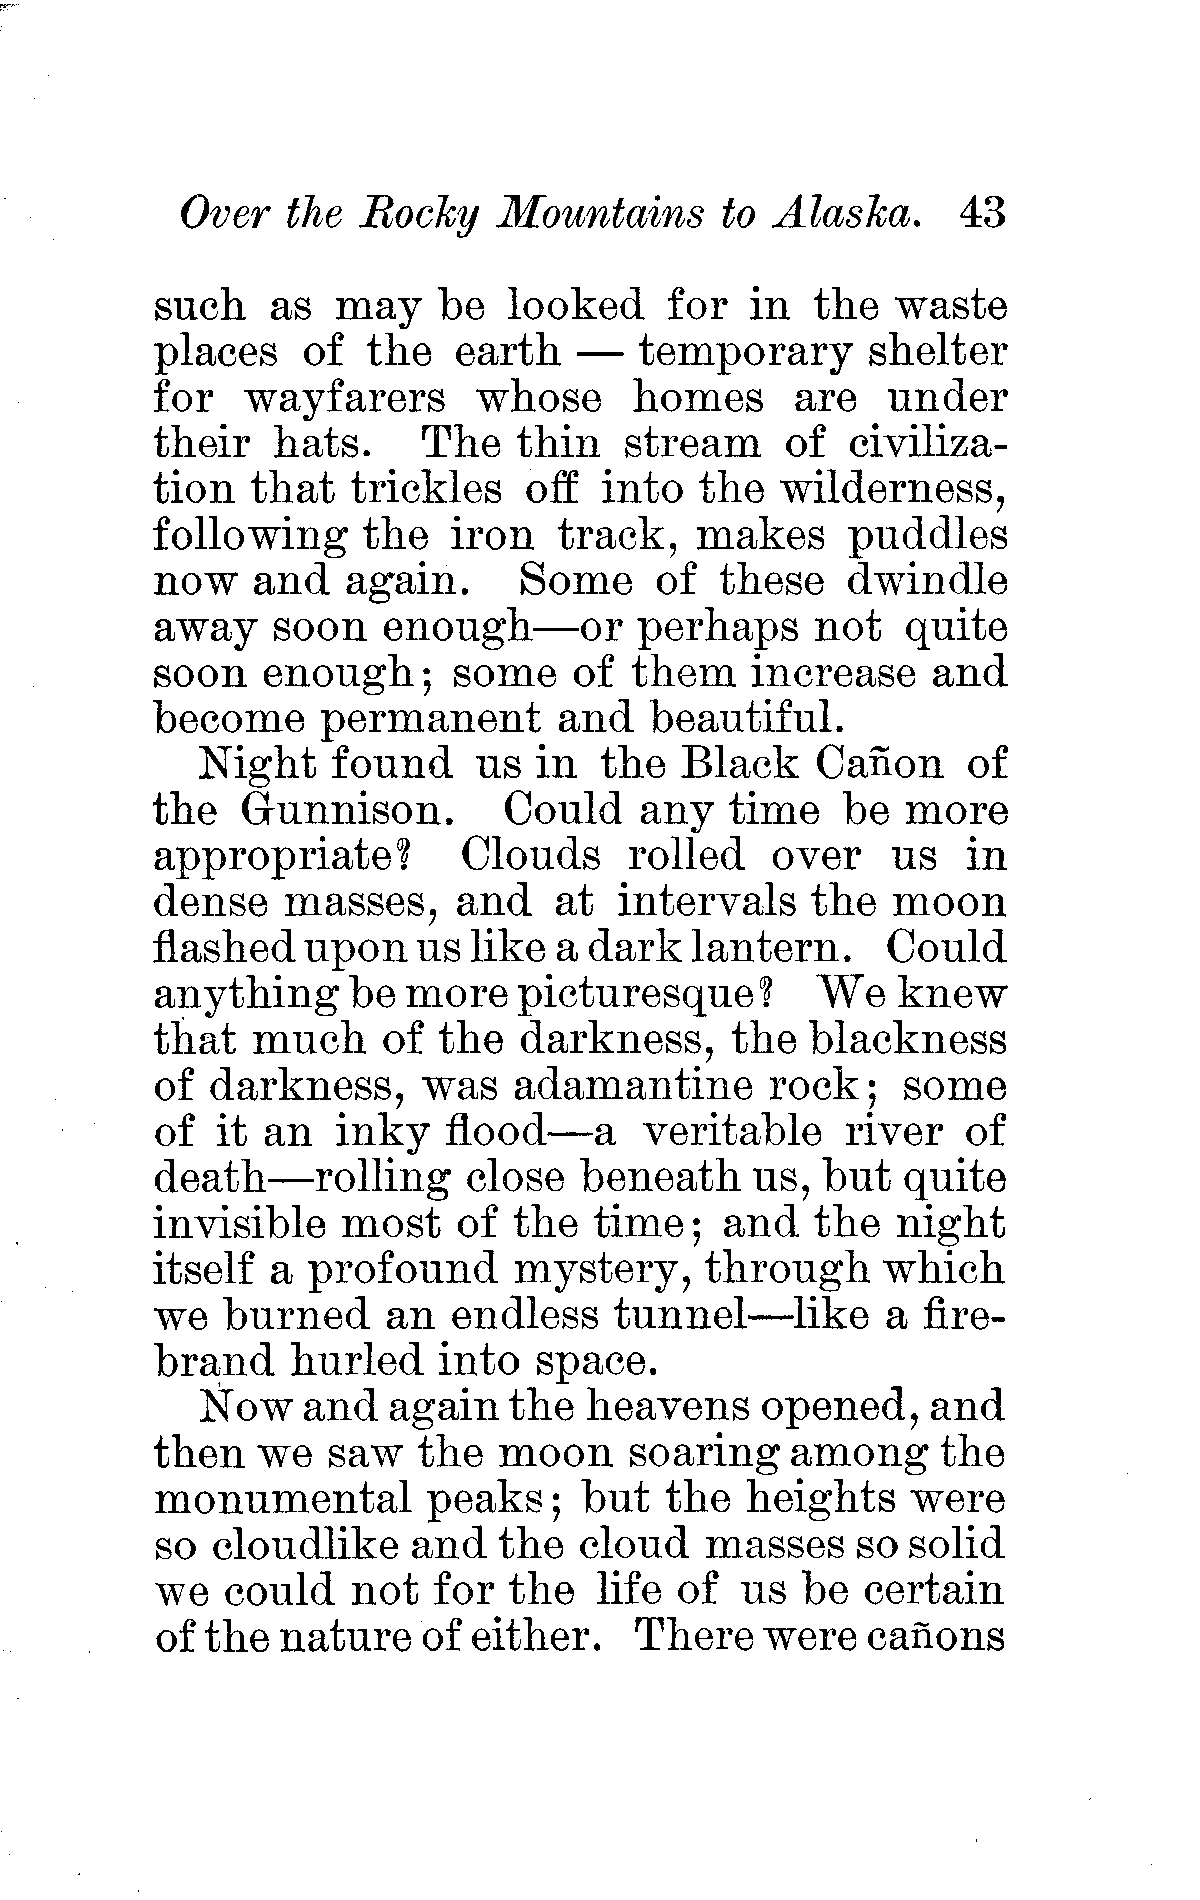 Over the Rocky Mountains to Alaska. 43
such as may be looked for in the waste
places of the earth — temporary shelter
for wayfarers whose homes are under
their hats. The thin stream of civiliza-
tion that trickles off into the wilderness,
following the iron track, makes puddles
now and again. Some of these dwindle
away soon enough—or perhaps not quite
soon enough; some of them increase and
become permanent and beautiful.
Night found us in the Black Cañon of
the Gunnison. Could any time be more
appropriate? Clouds rolled over us in
dense masses, and at intervals the moon
flashed upon us like a dark lantern. Could
anything be more picturesque? We knew
that much of the darkness, the blackness
of darkness, was adamantine rock; some
of it an inky flood—a veritable river of
death—rolling close beneath us, but quite
invisible most of the time; and the night
itself a profound mystery, through which
we burned an endless tunnel—like a fire-
brand hurled into space.
Now and again the heavens opened, and
then we saw the moon soaring among the
monumental peaks; but the heights were
so cloudlike and the cloud masses so solid
we could not for the life of us be certain
of the nature of either. There were cañons